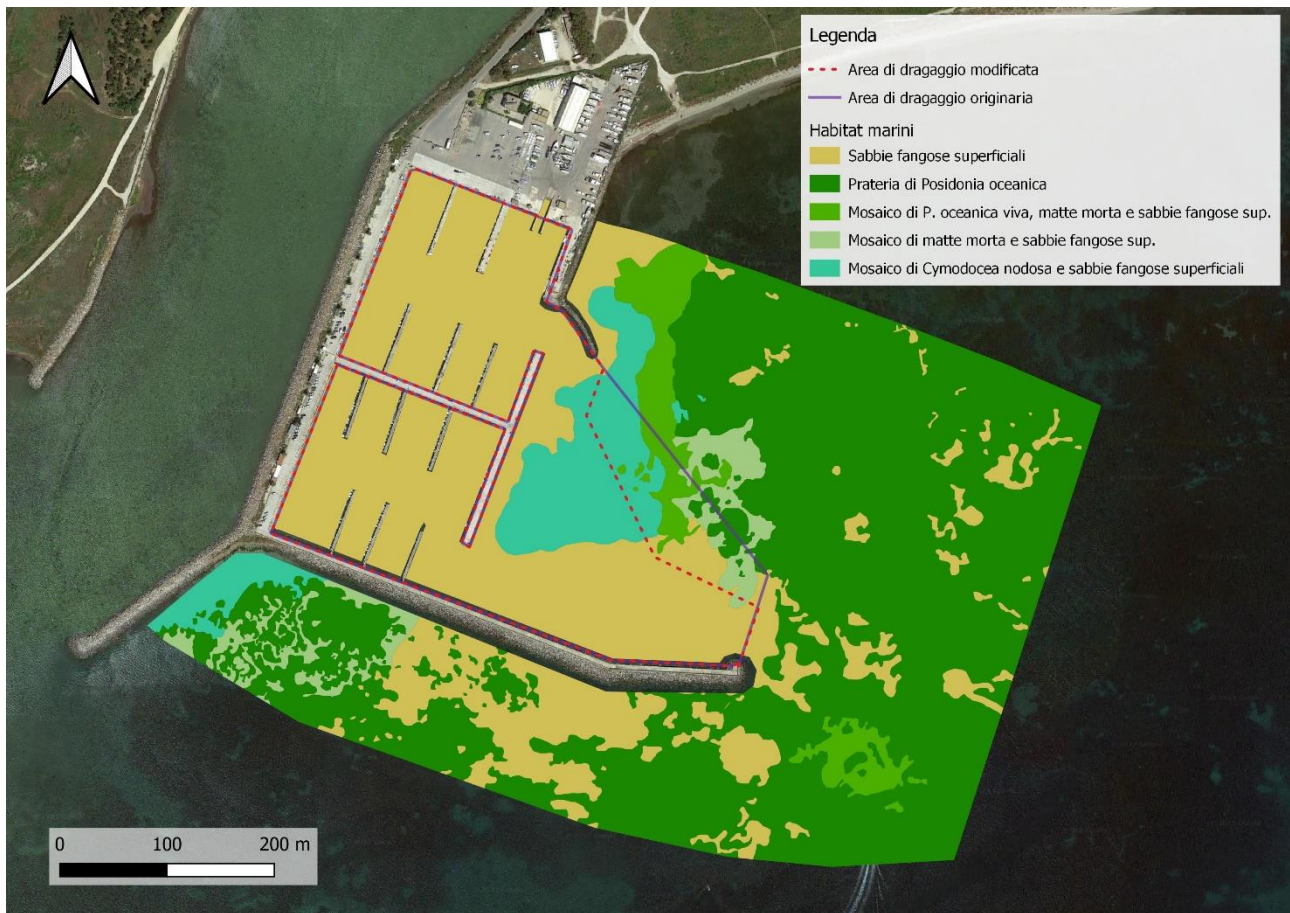 Legenda
Area di dragaggio modificata
Area di dragaggio originaria
Habitat marini
Sabbie fangose superficiali
Prateria di Posidonia oceanica
Mosaico di P. oceanica viva, matte morta e sabbie fangose sup.
Mosaico di matte morta e sabbie fangose sup.
Mosaico di Cymodocea nodosa e sabbie fangose superficiali
0 100 200 m